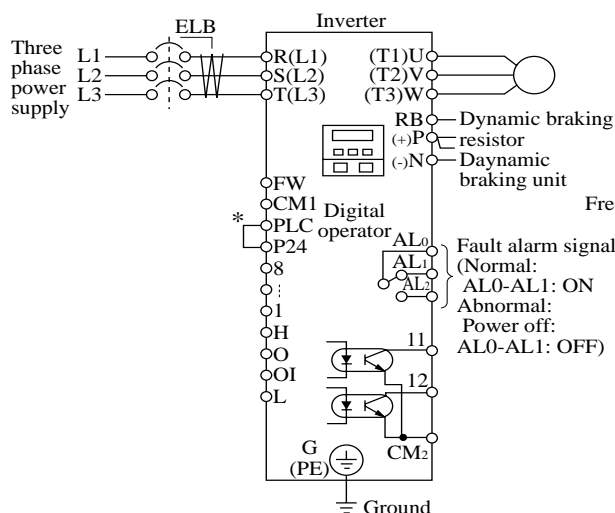 Inverter
ELB
Three
phase
power
supply
L1
L2
L3
R(L1)
S(L2)
T(L3)
(T1)U
(T2)V
(T3)W
RB
(+)P
(-)N
Dynamic braking
resistor
Daynamic
braking unit
Fre
FW
CM1
*
PLC
P24
8
1
H
O
OI
L
Digital
operator
AL0
AL1
AL2
Fault alarm signal
(Normal:
AL0-AL1: ON
Abnormal:
Power off:
AL0-AL1: OFF)
11
12
CM2
G
(PE)
Ground